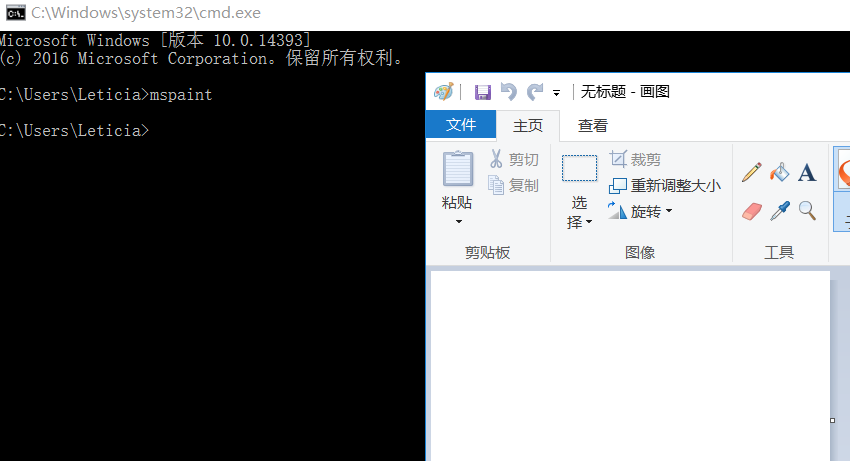 C:\Windows\system32\cmd.exe
Microsoft Windows [版本 10.0.14393]
(c) 2016 Microsoft Corporation。保留所有权利。
C:\Users\Leticia>mspaint
C:\Users\Leticia>
无标题 - 画图
文件 主页 查看
粘贴
剪切
复制
剪贴板
选
择
裁剪
重新调整大小
旋转
图像
A
工具